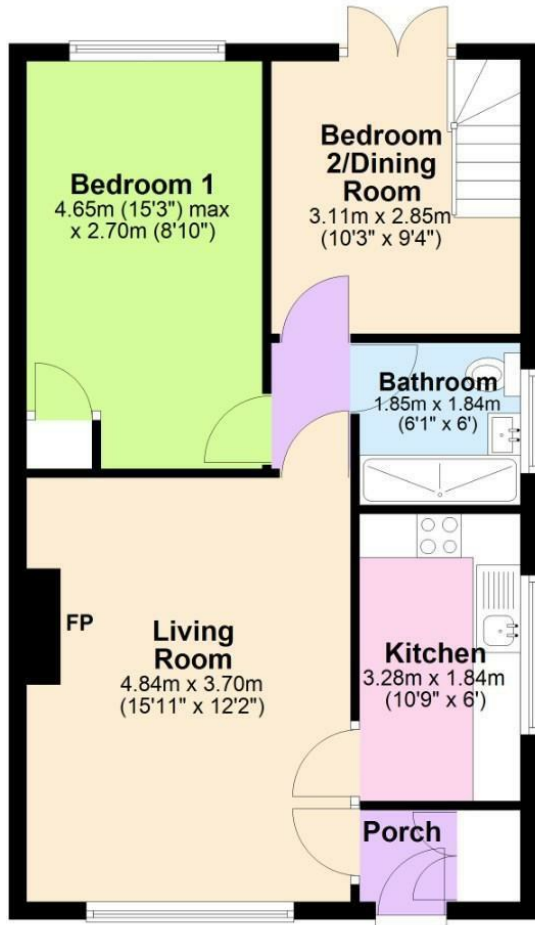 Bedroom 1
4.65m (15'3") max
x 2.70m (8'10")
Bedroom
2/Dining
Room
3.11m x 2.85m
(10'3" x 9'4")
Bathroom
1.85m x 1.84m
(6'1" x 6')
FP
Living
Room
4.84m x 3.70m
(15'11" x 12'2")
Kitchen
3.28m x 1.84m
(10'9" x 6')
Porch